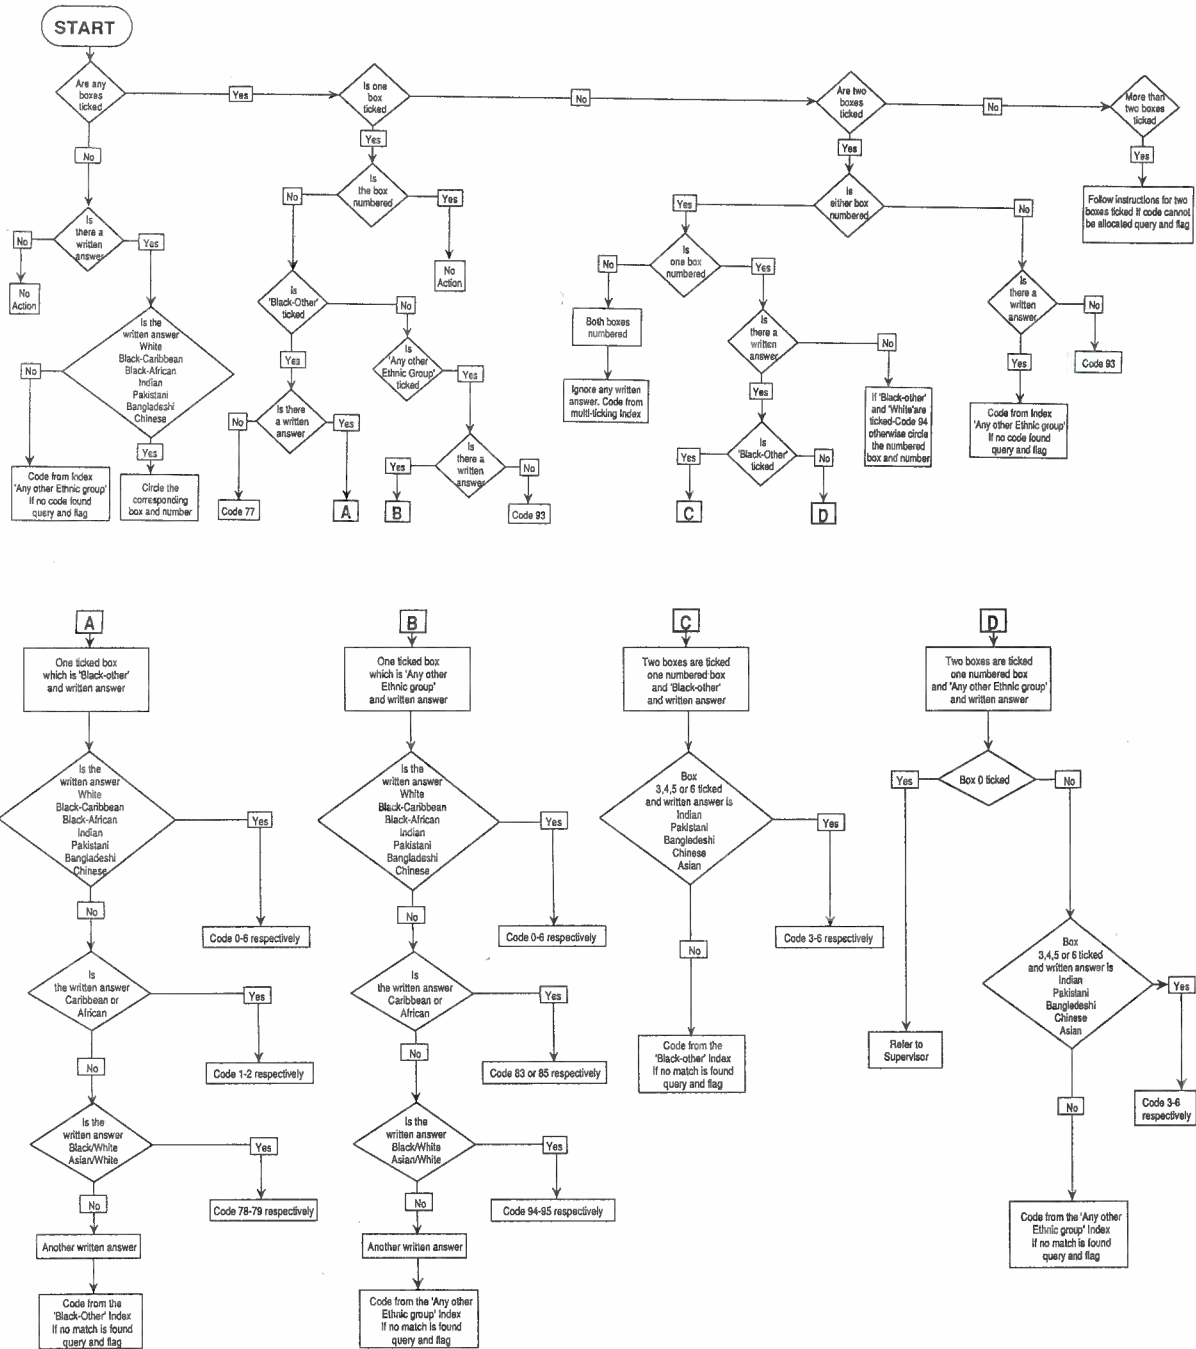 START
Are any
boxes
ticked
Yes
Is one
box
ticked
No
Are two
boxes
ticked
No
More than
two boxes
ticked
No
Yes
Yes
Yes
Is
there a
written
answer
No
Yes
No
Action
Is the
written answer
White
Black-Caribbean
Black-African
Indian
Pakistani
Bangladeshi
Chinese
No
Yes
Code from Index
'Any other Ethnic group'
If no code found
query and flag
Circle the
corresponding
box and number
Is
the box
numbered
No
Yes
No
Action
Is
'Black-Other'
ticked
No
Yes
Is there
a written
answer
No
Yes
Code 77
A
Is
'Any other
Ethnic Group'
ticked
Yes
Is
there a
written
answer
Yes
No
B
Code 93
Is
either box
numbered
Yes
No
Is
one box
numbered
No
Yes
Both boxes
numbered
Ignore any written
answer. Code from
multi-ticking Index
Is
there a
written
answer
No
Yes
If 'Black-other'
and 'White'are
ticked-Code 94
otherwise circle
the numbered
box and number
Is
'Black-Other'
ticked
Yes
No
C
D
Is
there a
written
answer
No
Yes
Code 93
Code from Index
'Any other Ethnic group'
If no code found
query and flag
Follow instructions for two
boxes ticked if code cannot
be allocated query and flag
A
One ticked box
which is 'Black-other'
and written answer
Is the
written answer
White
Black-Caribbean
Black-African
Indian
Pakistani
Bangladeshi
Chinese
Yes
No
Code 0-6 respectively
Is
the written answer
Caribbean or
African
Yes
No
Code 1-2 respectively
Is the
written answer
Black/White
Asian/White
Yes
No
Code 78-79 respectively
Another written answer
Code from the
'Black-Other' Index
If no match is found
query and flag
B
One ticked box
which is 'Any other
Ethnic group'
and written answer
Is the
written answer
White
Black-Caribbean
Black-African
Indian
Pakistani
Bangladeshi
Chinese
Yes
No
Code 0-6 respectively
Is
the written answer
Caribbean or
African
Yes
No
Code 83 or 85 respectively
Is the
written answer
Black/White
Asian/White
Yes
No
Code 94-95 respectively
Another written answer
Code from the 'Any other
Ethnic group' Index
If no match is found
query and flag
C
Two boxes are ticked
one numbered box
and 'Black-other'
and written answer
Box
3,4,5 or 6 ticked
and written answer is
Indian
Pakistani
Bangledeshi
Chinese
Asian
Yes
No
Code 3-6 respectively
Code from the
'Black-other' Index
If no match is found
query and flag
D
Two boxes are ticked
one numbered box
and 'Any other Ethnic group'
and written answer
Yes
Box 0 ticked
No
Refer to
Supervisor
Box
3,4,5 or 6 ticked
and written answer is
Indian
Pakistani
Bangledeshi
Chinese
Asian
Yes
No
Code 3-6
respectively
Code from the 'Any other
Ethnic group' Index
If no match is found
query and flag